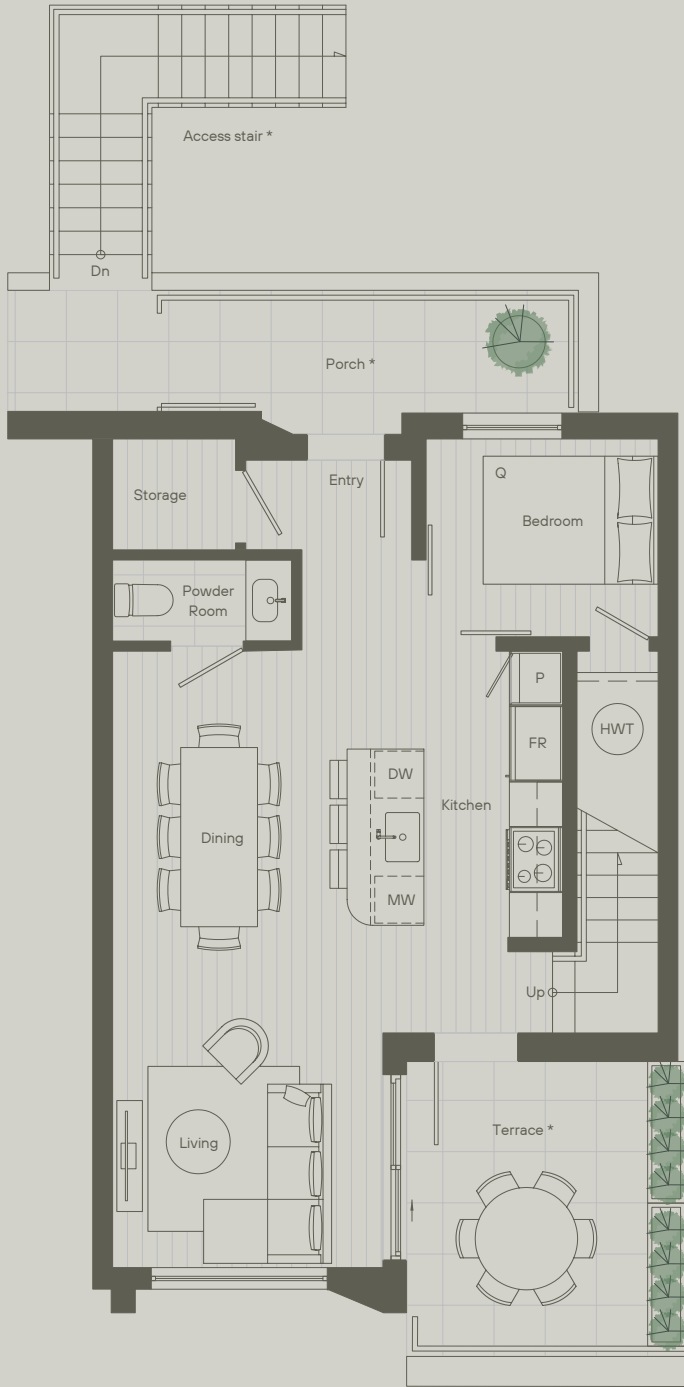 Access stair *
Dn
Porch *
Entry
Q
Storage
Bedroom
Powder
Room
P
HWT
FR
DW
Kitchen
Dining
MW
Up
Terrace *
Living